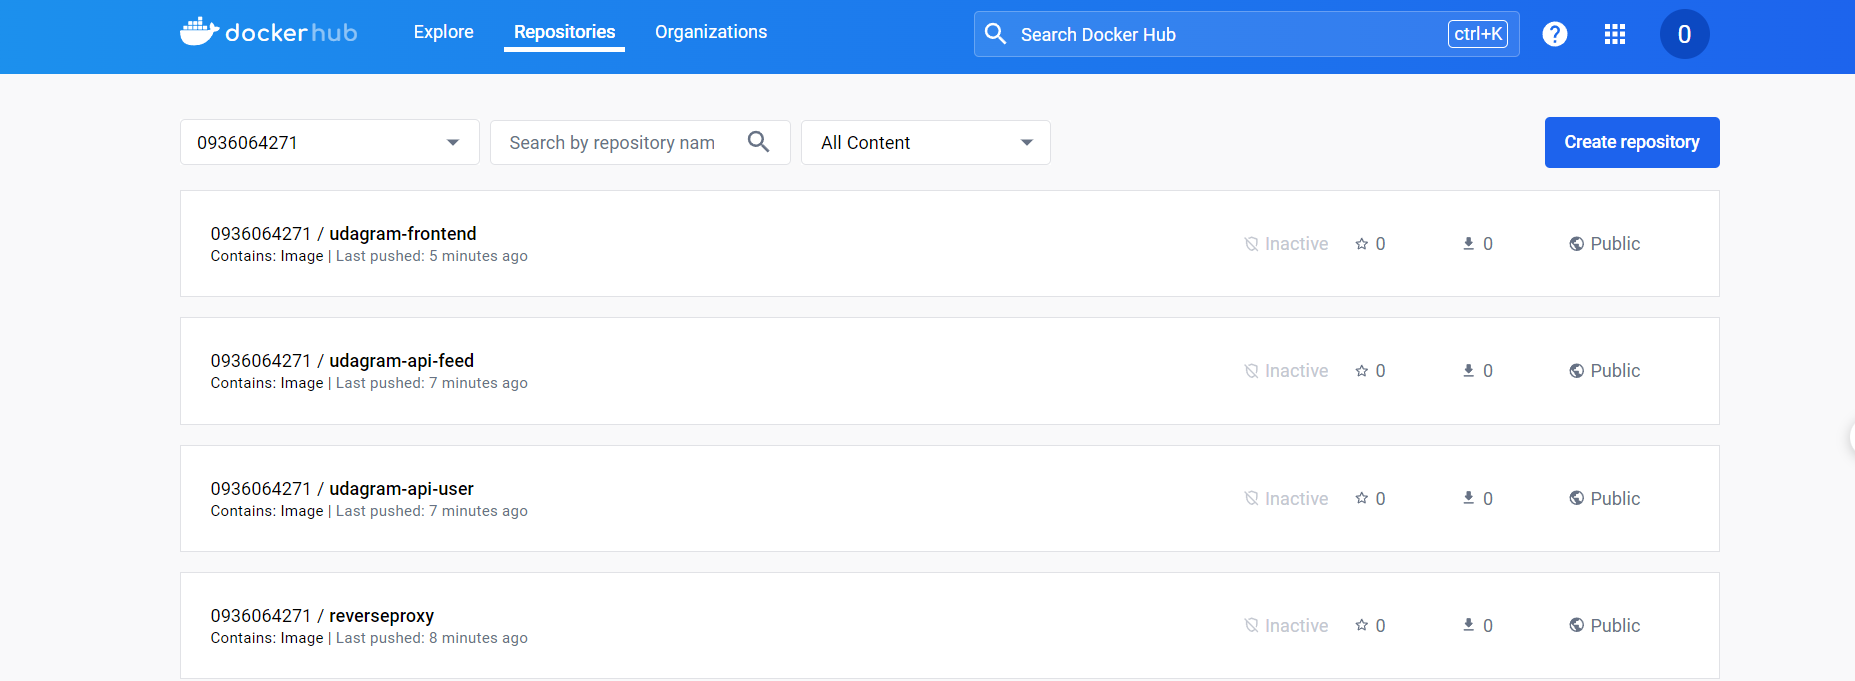 docker hub Explore Repositories Organizations Search Docker Hub ctrl+K ? 0
0936064271 Search by repository nam All Content Create repository
0936064271 / udagram-frontend
Contains: Image | Last pushed: 5 minutes ago
Inactive 0 0 Public
0936064271 / udagram-api-feed
Contains: Image | Last pushed: 7 minutes ago
Inactive 0 0 Public
0936064271 / udagram-api-user
Contains: Image | Last pushed: 7 minutes ago
Inactive 0 0 Public
0936064271 / reverseproxy
Contains: Image | Last pushed: 8 minutes ago
Inactive 0 0 Public